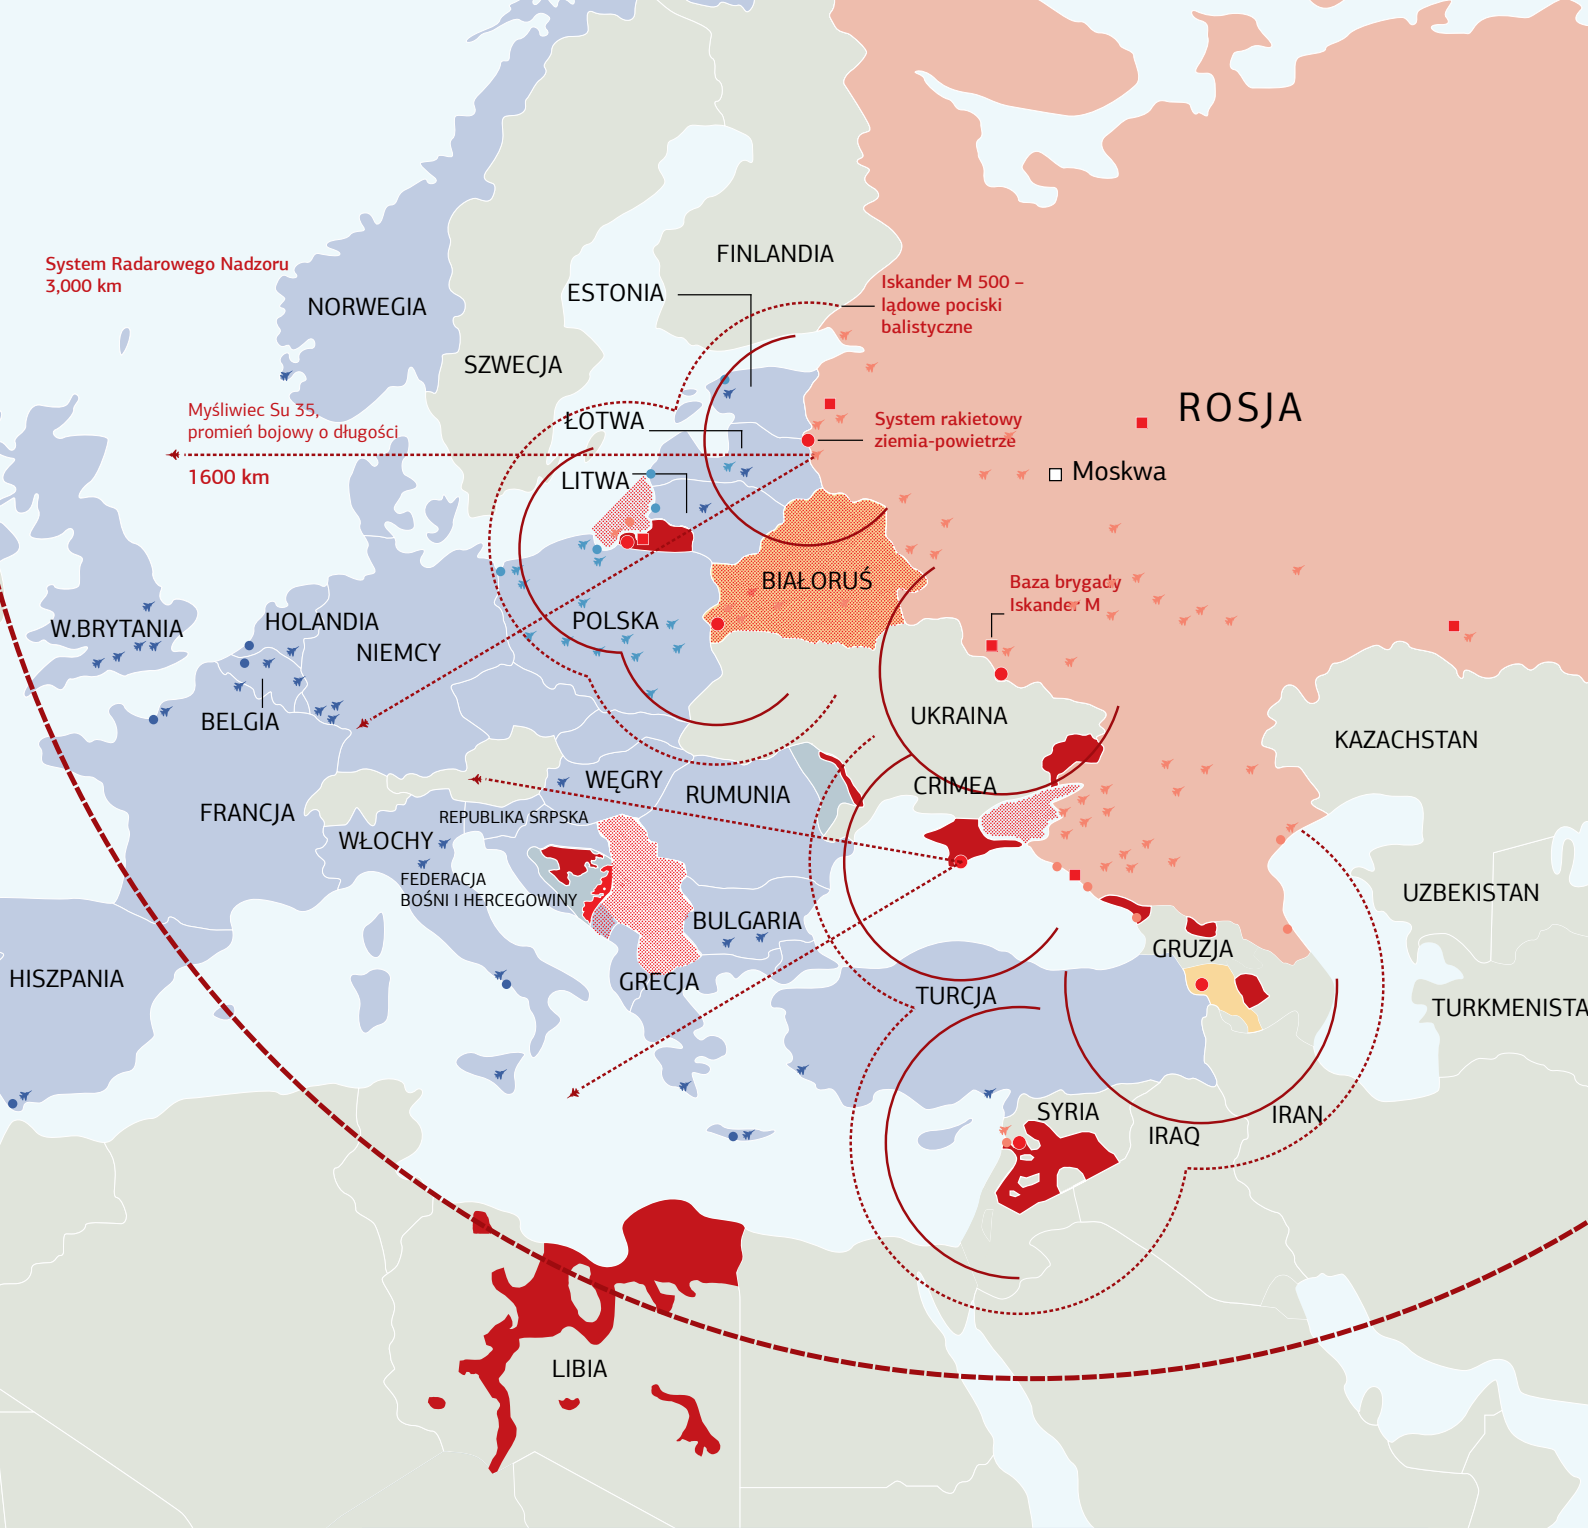 FINLANDIA
System Radarowego Nadzoru
3,000 km
Iskander M 500 –
lądowe pociski
balistyczne
ESTONIA
NORWEGIA
SZWECJA
Myśliwiec Su 35,
promień bojowy o długości
1600 km
ŁOTWA
System rakietowy
ziemia-powietrze
ROSJA
Moskwa
LITWA
BIAŁORUŚ
Baza brygady
Iskander M
W.BRYTANIA
HOLANDIA
POLSKA
NIEMCY
BELGIA
UKRAINA
KAZACHSTAN
WĘGRY
RUMUNIA
CRIMEA
FRANCJA
REPUBLIKA SRPSKA
WŁOCHY
FEDERACJA
BOŚNI I HERCEGOWINY
UZBEKISTAN
BULGARIA
GRUZJA
HISZPANIA
GRECJA
TURCJA
TURKMENISTA
SYRIA
IRAQ
IRAN
LIBIA